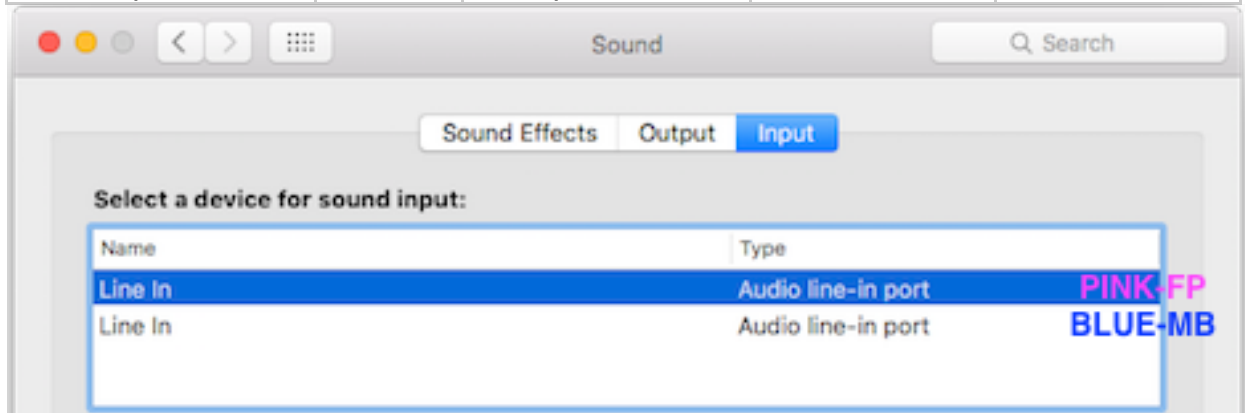 Sound
Search
Sound Effects Output Input
Select a device for sound input:
Name Type
Line In Audio line-in port PINK-FP
Line In Audio line-in port BLUE-MB